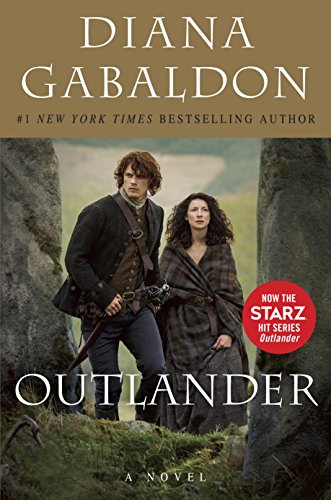 DIANA
GABALDON
#1 NEW YORK TIMES BESTSELLING AUTHOR
NOW THE
STARZ
HIT SERIES
Outlander
OUTLANDER
A NOVEL